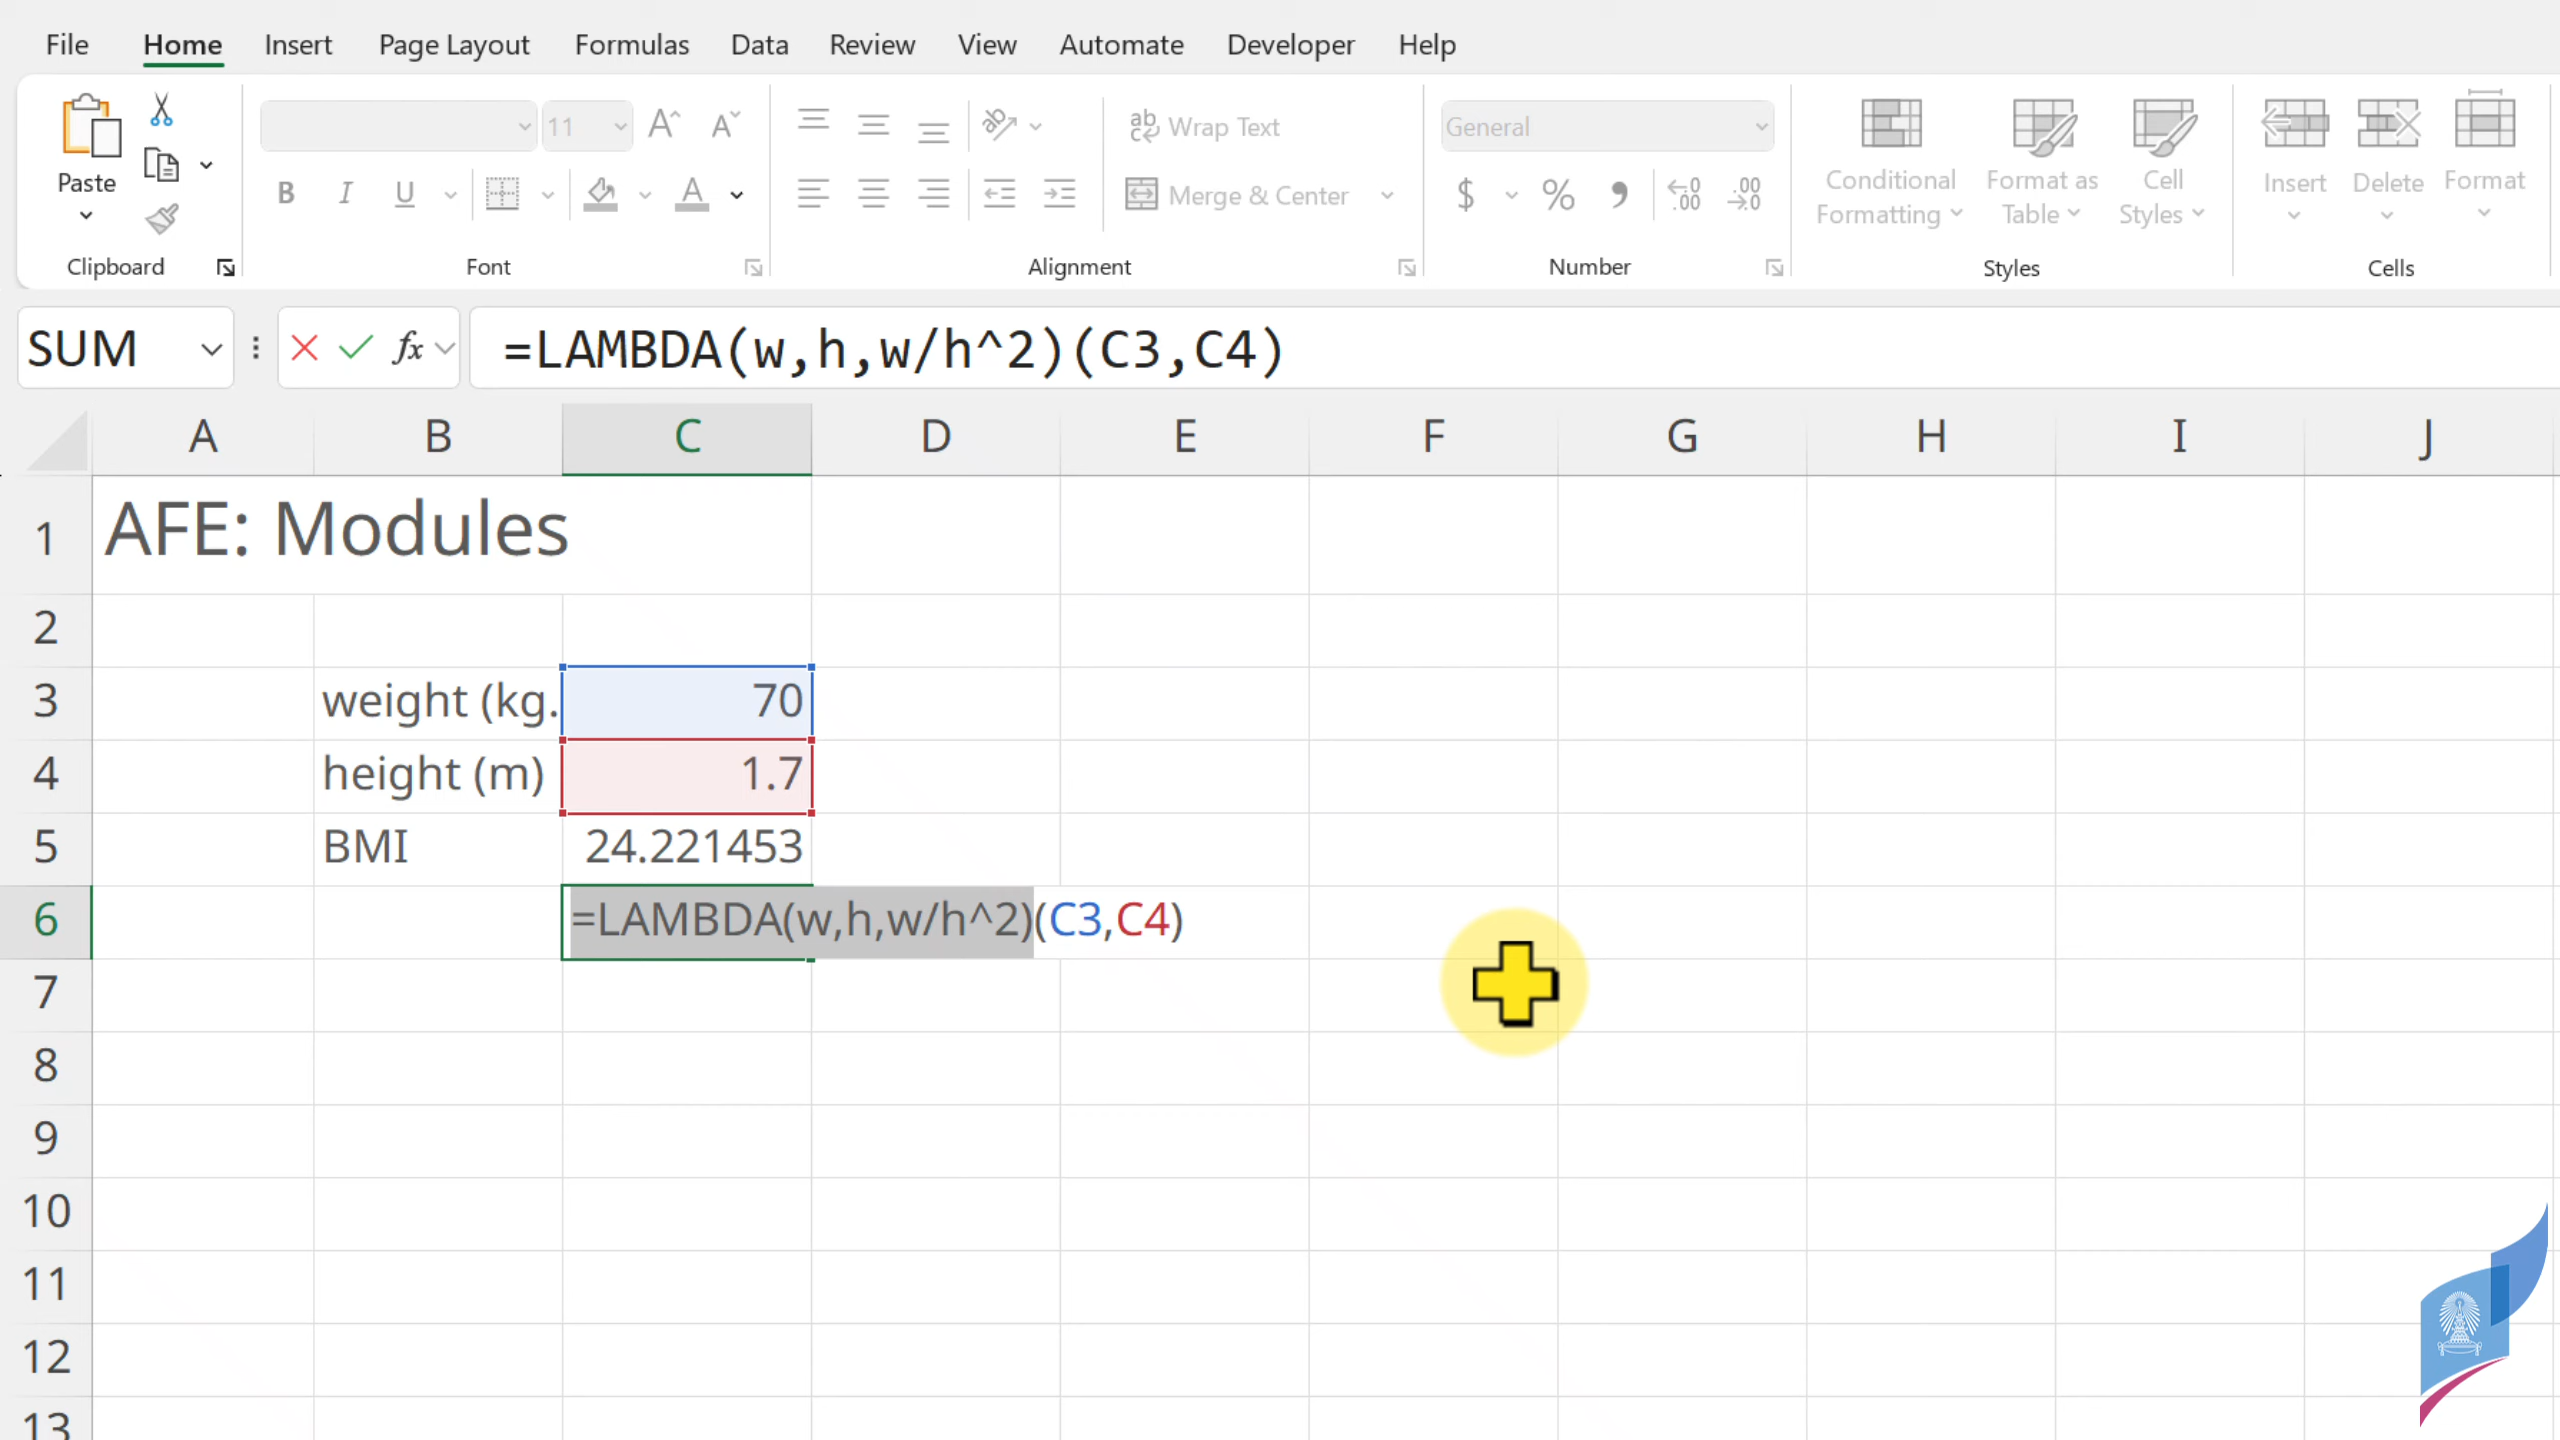 File Home Insert Page Layout Formulas Data Review View Automate Developer Help
11 Wrap Text General
Paste B I U Merge & Center $ % Conditional Formatting Format as Table Cell Styles Insert Delete Format
Clipboard Font Alignment Number Styles Cells
SUM fx =LAMBDA(w,h,w/h^2)(C3,C4)
A B C D E F G H I J
1 AFE: Modules
2
3 weight (kg. 70
4 height (m) 1.7
5 BMI 24.221453
6 =LAMBDA(w,h,w/h^2)(C3,C4)
7
8
9
10
11
12
13